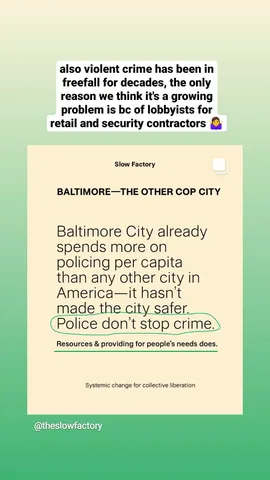 also violent crime has been in
freefall for decades, the only
reason we think it's a growing
problem is bc of lobbyists for
retail and security contractors 🤷‍♀️
Slow Factory
BALTIMORE—THE OTHER COP CITY
Baltimore City already
spends more on
policing per capita
than any other city in
America—it hasn't
made the city safer.
Police don't stop crime.
Resources & providing for people's needs does.
Systemic change for collective liberation
@theslowfactory